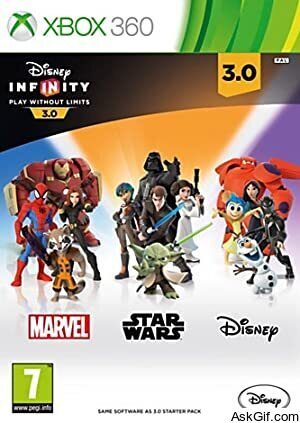 XBOX 360
Disney
INFINITY
PLAY WITHOUT LIMITS
3.0
3.0
PAL
MARVEL
STAR
WARS
Disney
7
www.pegi.info
SAME SOFTWARE AS 3.0 STARTER PACK
Disney
AskGif.com